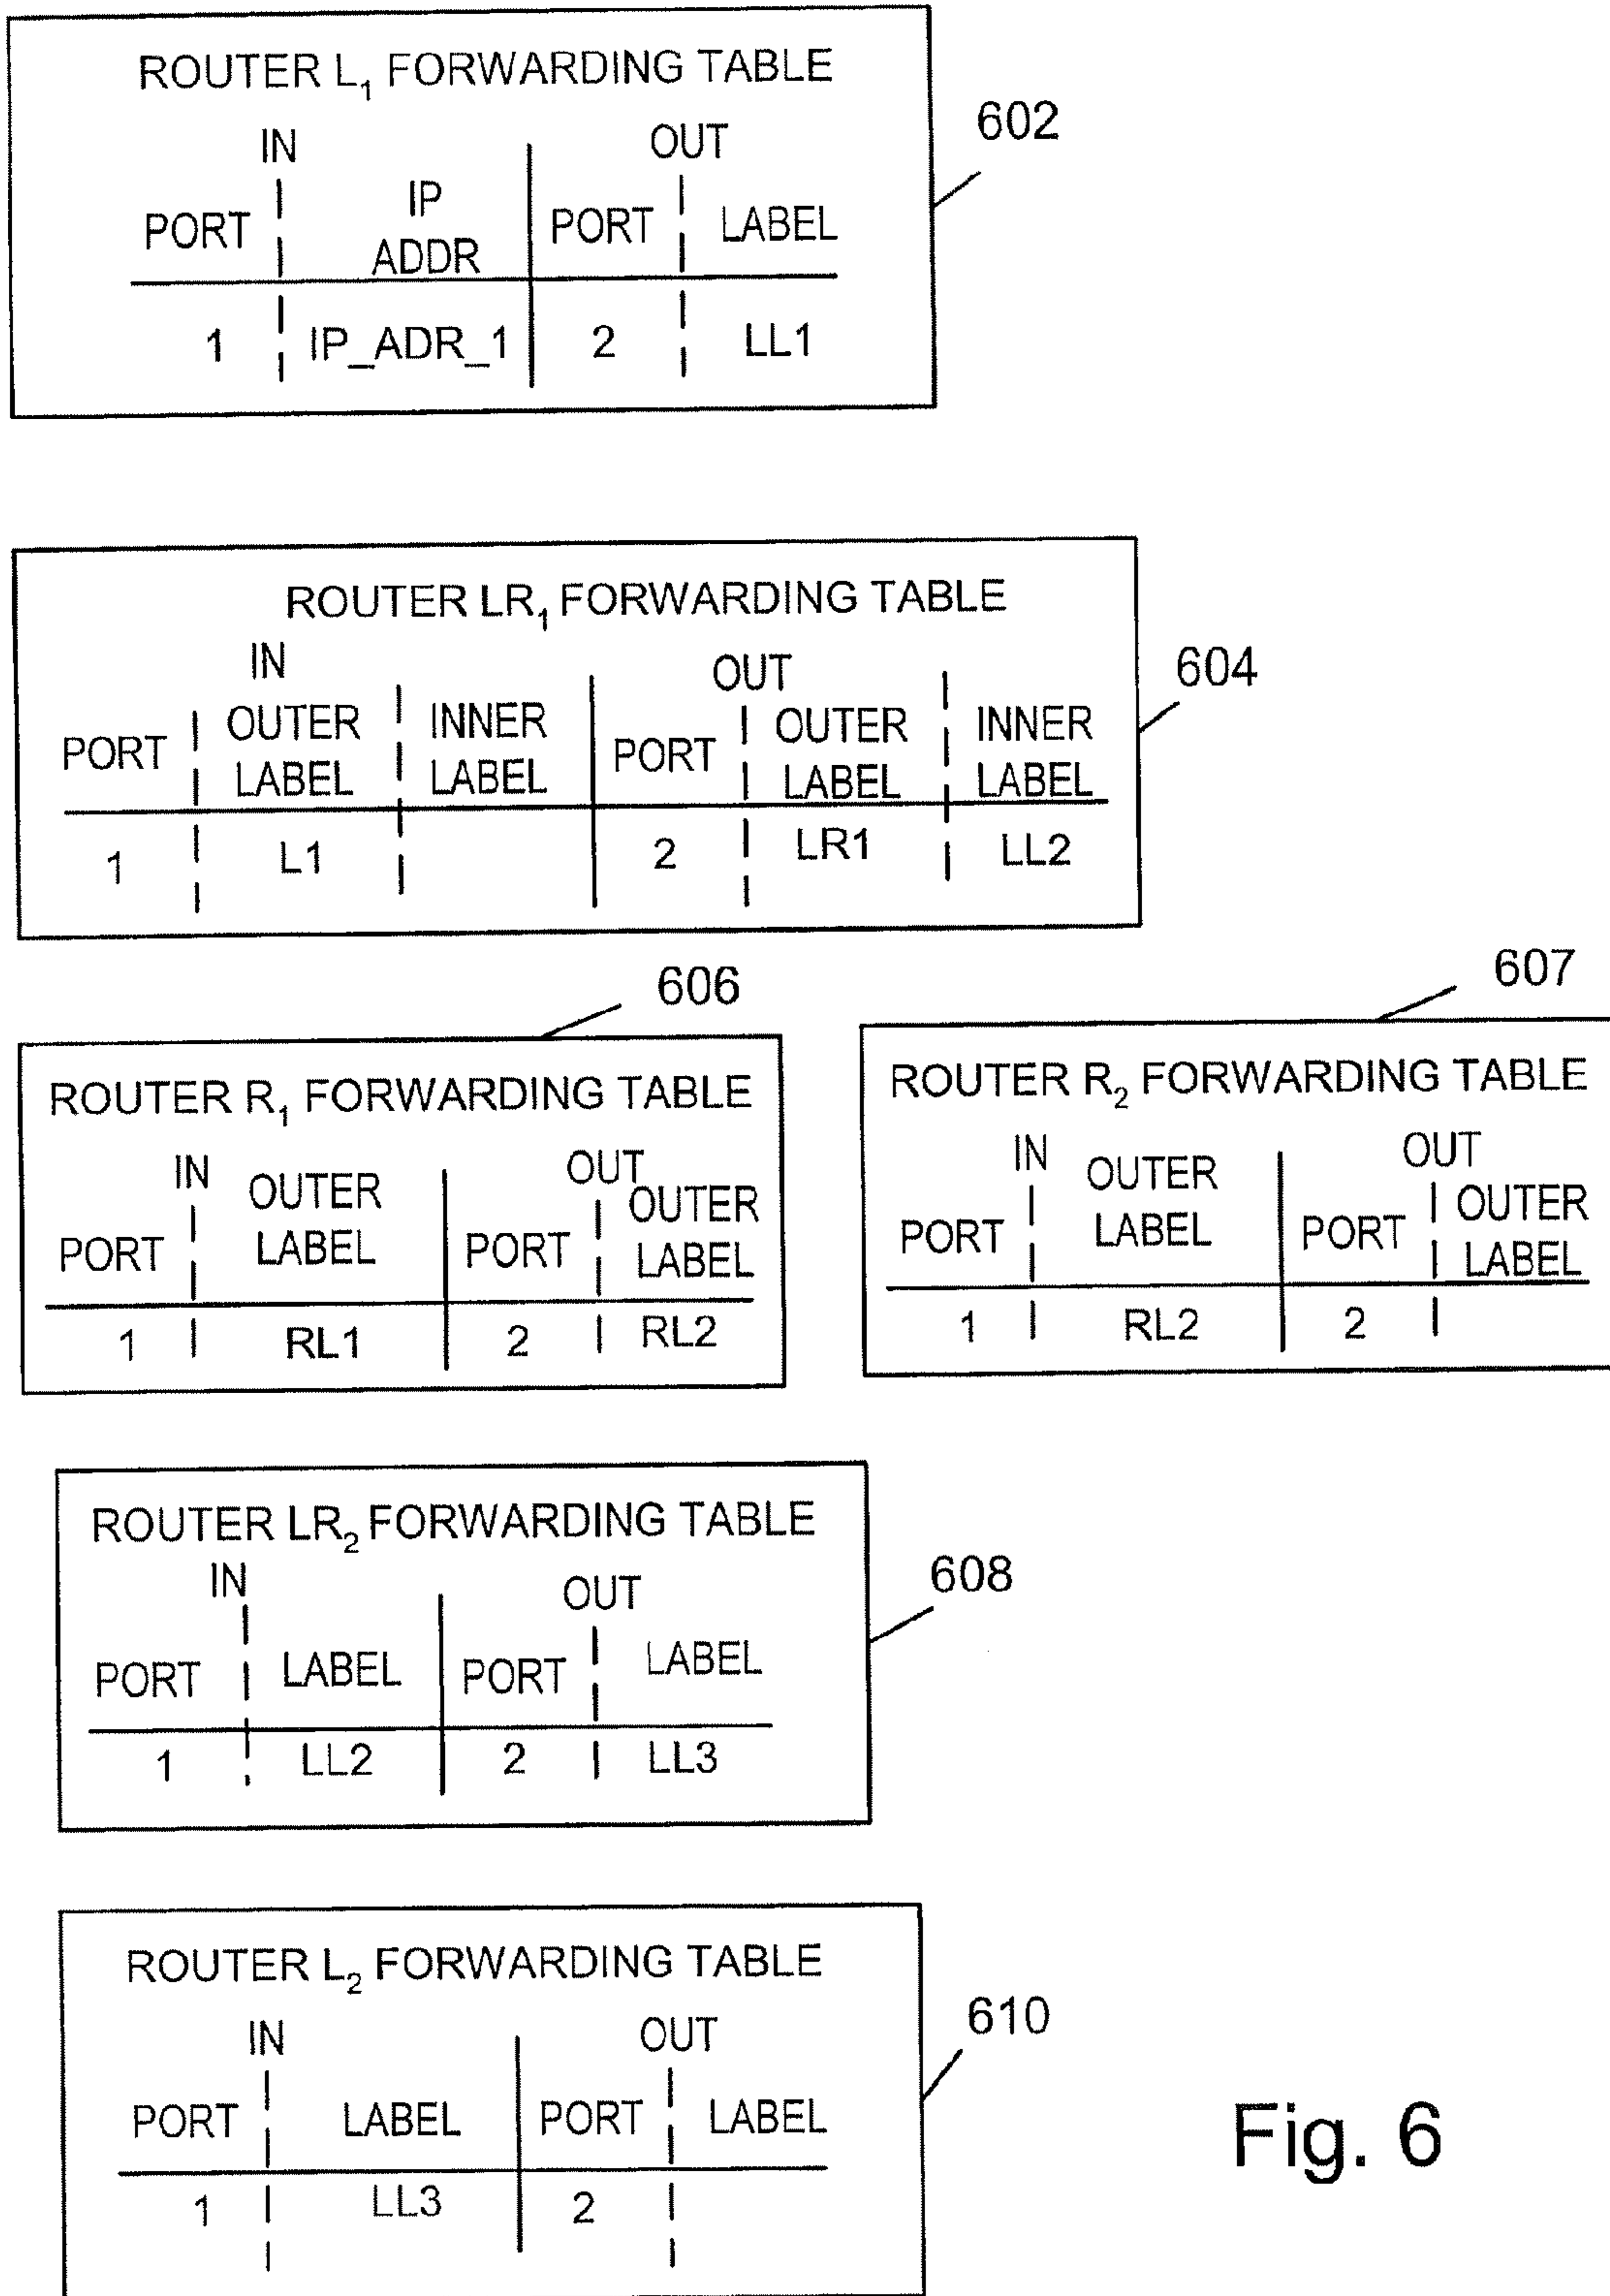 ROUTER L1 FORWARDING TABLE
IN OUT
PORT IP ADDR PORT LABEL
1 IP_ADR_1 2 LL1
602
ROUTER LR1 FORWARDING TABLE
IN OUT
PORT OUTER LABEL INNER LABEL PORT OUTER LABEL INNER LABEL
1 L1 2 LR1 LL2
604
606
ROUTER R1 FORWARDING TABLE
IN OUT
PORT OUTER LABEL PORT OUTER LABEL
1 RL1 2 RL2
607
ROUTER R2 FORWARDING TABLE
IN OUT
PORT OUTER LABEL PORT OUTER LABEL
1 RL2 2
ROUTER LR2 FORWARDING TABLE
IN OUT
PORT LABEL PORT LABEL
1 LL2 2 LL3
608
ROUTER L2 FORWARDING TABLE
IN OUT
PORT LABEL PORT LABEL
1 LL3 2
610
Fig. 6